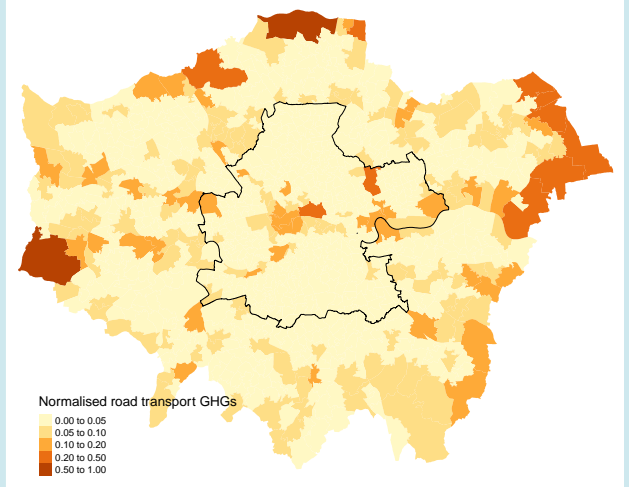 Normalised road transport GHGs
0.00 to 0.05
0.05 to 0.10
0.10 to 0.20
0.20 to 0.50
0.50 to 1.00